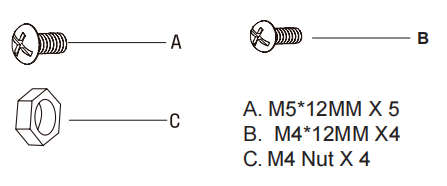 A
B
C
A. M5*12MM X 5
B. M4*12MM X4
C. M4 Nut X 4